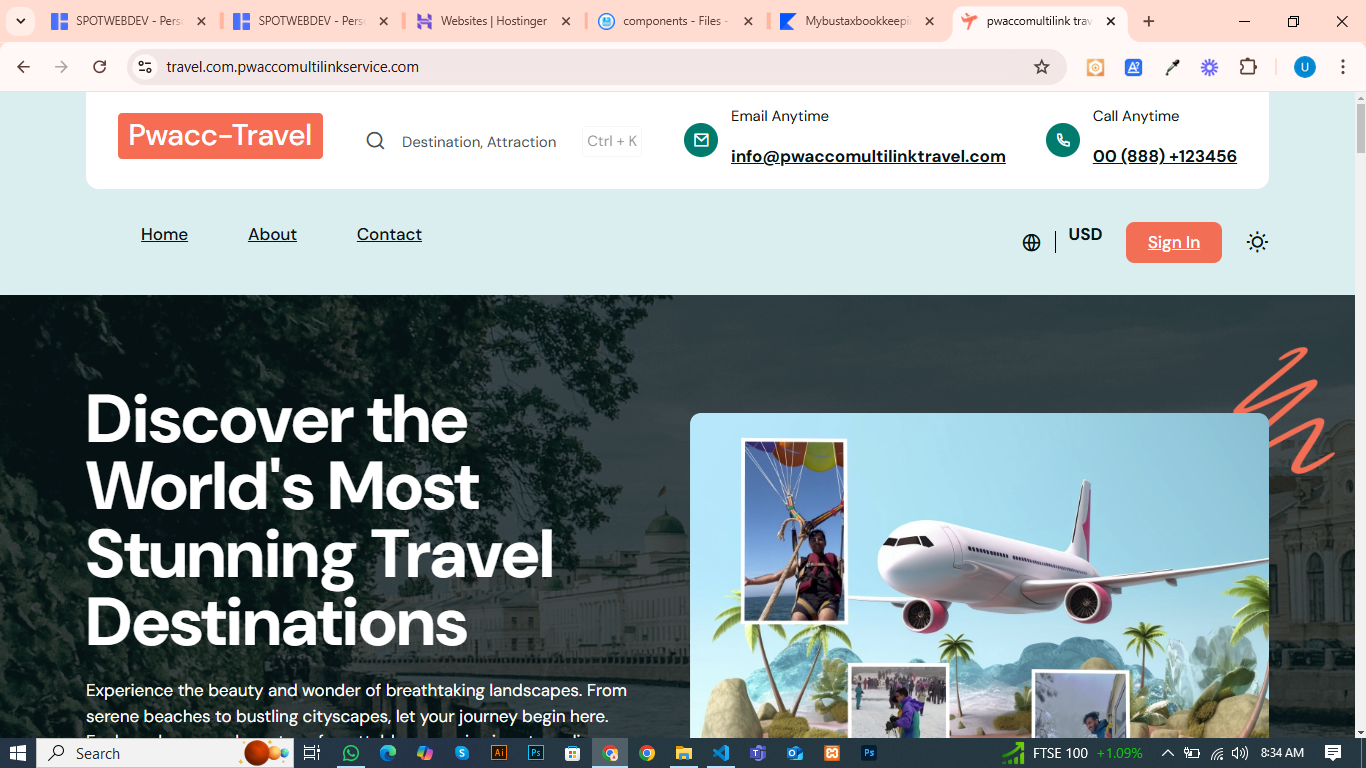 SPOTWEBDEV - Pers
SPOTWEBDEV - Pers
Websites | Hostinger
components - Files -
Mybustaxbookkeepi
pwaccomultilink trav
travel.com.pwaccomultilinkservice.com
U
Pwacc-Travel
Destination, Attraction
Ctrl + K
Email Anytime
info@pwaccomultilinktravel.com
Call Anytime
00 (888) +123456
Home
About
Contact
USD
Sign In
Discover the
World's Most
Stunning Travel
Destinations
Experience the beauty and wonder of breathtaking landscapes. From
serene beaches to bustling cityscapes, let your journey begin here.
Search
FTSE 100 +1.09%
8:34 AM